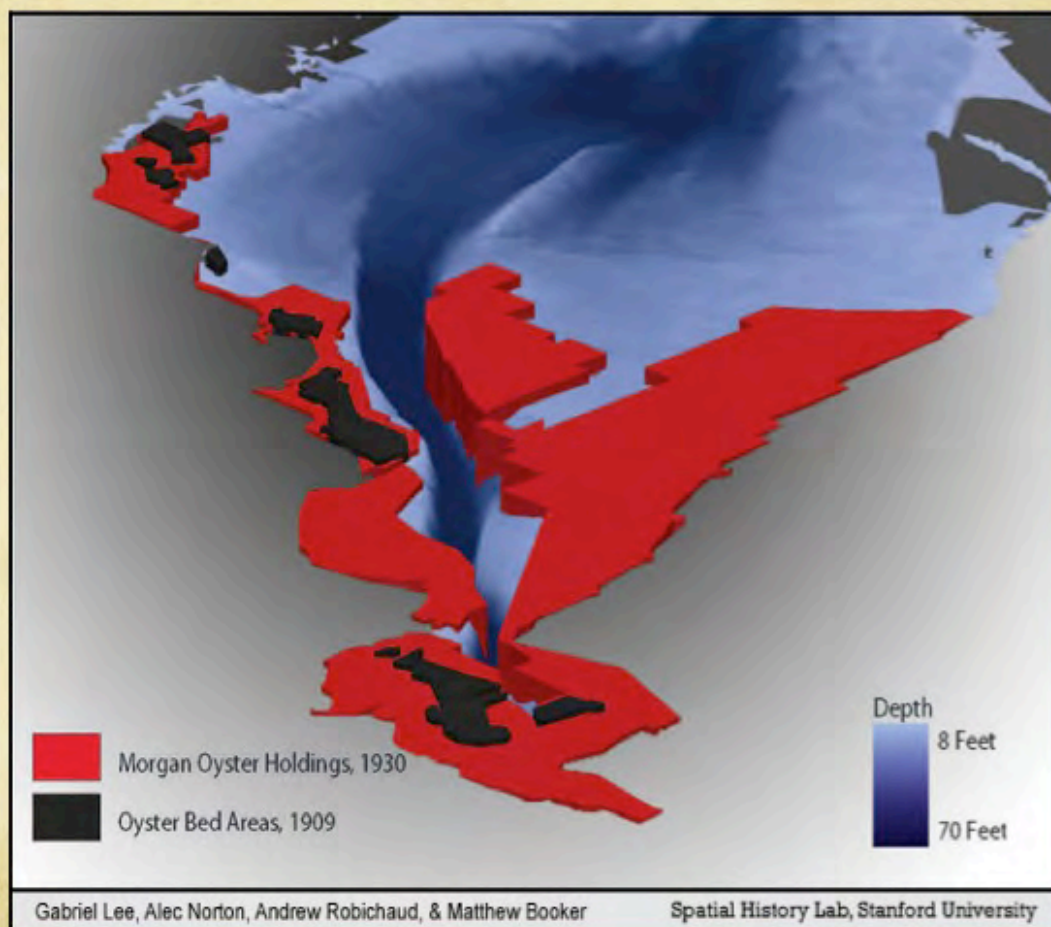 Depth
8 Feet
70 Feet
Morgan Oyster Holdings, 1930
Oyster Bed Areas, 1909
Gabriel Lee, Alec Norton, Andrew Robichaud, & Matthew Booker
Spatial History Lab, Stanford University